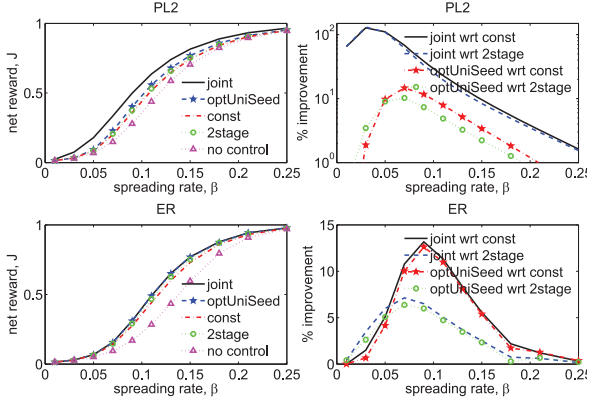 PL2
net reward, J
1
0.5
0
joint
optUniSeed
const
2stage
no control
0 0.05 0.1 0.15 0.2 0.25
spreading rate, β
PL2
% improvement
10²
10¹
10⁰
joint wrt const
joint wrt 2stage
optUniSeed wrt const
optUniSeed wrt 2stage
0 0.05 0.1 0.15 0.2 0.25
spreading rate, β
ER
net reward, J
1
0.5
0
joint
optUniSeed
const
2stage
no control
0 0.05 0.1 0.15 0.2 0.25
spreading rate, β
ER
% improvement
15
10
5
0
joint wrt const
joint wrt 2stage
optUniSeed wrt const
optUniSeed wrt 2stage
0 0.05 0.1 0.15 0.2 0.25
spreading rate, β